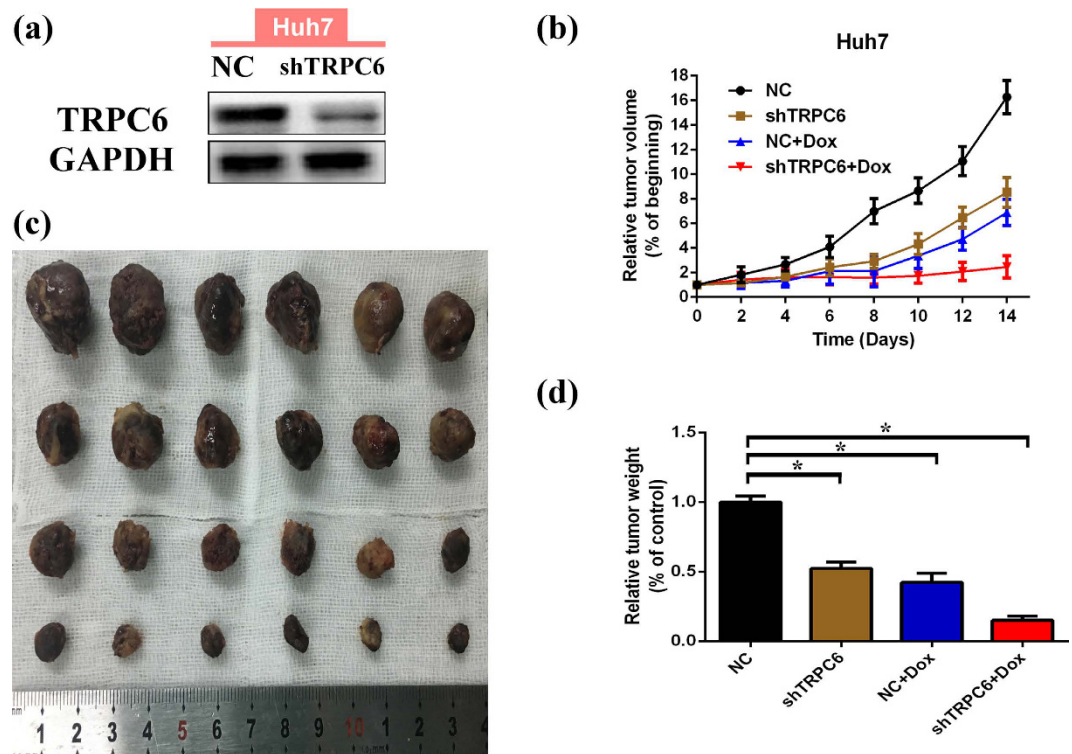 (a)
Huh7
NC shTRPC6
TRPC6
GAPDH
(b)
Huh7
Relative tumor volume
(% of beginning)
18
16
14
12
10
8
6
4
2
0
NC
shTRPC6
NC+Dox
shTRPC6+Dox
0 2 4 6 8 10 12 14
Time (Days)
(c)
1 2 3 4 5 6 7 8 9 10 1 2 3 4
(d)
Relative tumor weight
(% of control)
1.5
1.0
0.5
0.0
* 
*
*
NC
shTRPC6
NC+Dox
shTRPC6+Dox